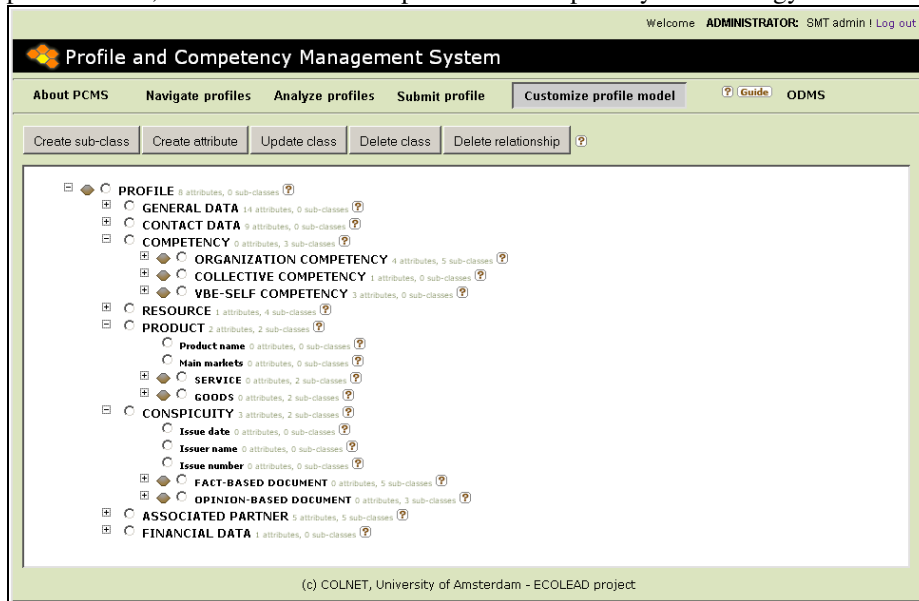 Welcome ADMINISTRATOR: SMT admin ! Log out
Profile and Competency Management System
About PCMS Navigate profiles Analyze profiles Submit profile Customize profile model ? Guide ODMS
Create sub-class Create attribute Update class Delete class Delete relationship ?
PROFILE 8 attributes, 0 sub-classes ?
GENERAL DATA 14 attributes, 0 sub-classes ?
CONTACT DATA 9 attributes, 0 sub-classes ?
COMPETENCY 0 attributes, 3 sub-classes ?
ORGANIZATION COMPETENCY 4 attributes, 5 sub-classes ?
COLLECTIVE COMPETENCY 1 attributes, 0 sub-classes ?
VBE-SELF COMPETENCY 3 attributes, 0 sub-classes ?
RESOURCE 1 attributes, 4 sub-classes ?
PRODUCT 2 attributes, 2 sub-classes ?
Product name 0 attributes, 0 sub-classes ?
Main markets 0 attributes, 0 sub-classes ?
SERVICE 0 attributes, 2 sub-classes ?
GOODS 0 attributes, 2 sub-classes ?
CONSPICUITY 3 attributes, 2 sub-classes ?
Issue date 0 attributes, 0 sub-classes ?
Issuer name 0 attributes, 0 sub-classes ?
Issue number 0 attributes, 0 sub-classes ?
FACT-BASED DOCUMENT 0 attributes, 5 sub-classes ?
OPINION-BASED DOCUMENT 0 attributes, 3 sub-classes ?
ASSOCIATED PARTNER 5 attributes, 5 sub-classes ?
FINANCIAL DATA 1 attributes, 0 sub-classes ?
(c) COLNET, University of Amsterdam - ECOLEAD project